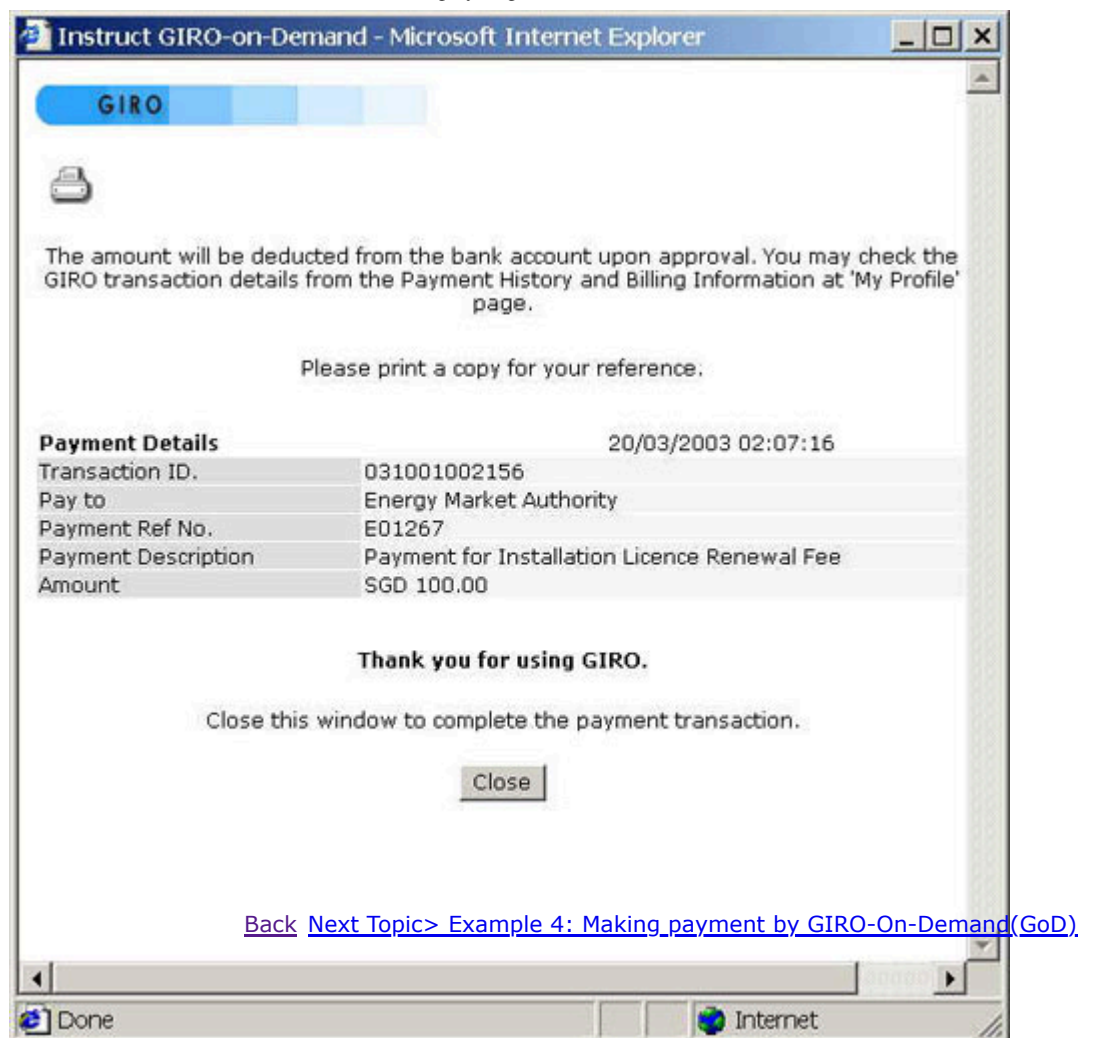 Instruct GIRO-on-Demand - Microsoft Internet Explorer
GIRO
The amount will be deducted from the bank account upon approval. You may check the
GIRO transaction details from the Payment History and Billing Information at 'My Profile'
page.
Please print a copy for your reference.
Payment Details 20/03/2003 02:07:16
Transaction ID. 031001002156
Pay to Energy Market Authority
Payment Ref No. E01267
Payment Description Payment for Installation Licence Renewal Fee
Amount SGD 100.00
Thank you for using GIRO.
Close this window to complete the payment transaction.
Close
Back Next Topic> Example 4: Making payment by GIRO-On-Demand(GoD)
Done Internet